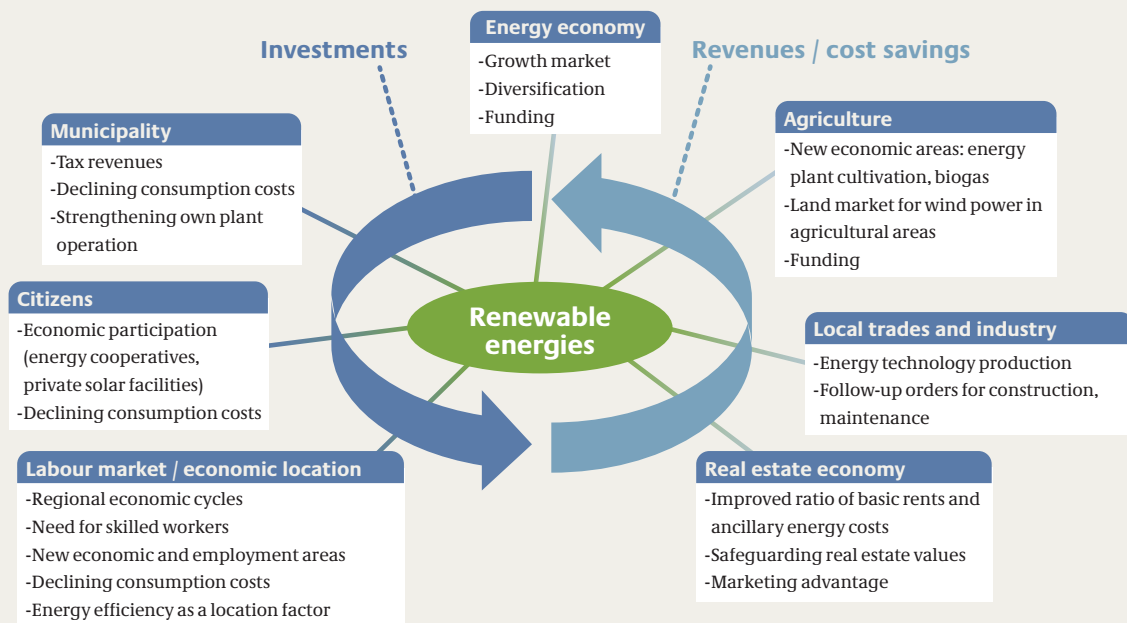 Energy economy
-Growth market
-Diversification
-Funding
Investments
Revenues / cost savings
Municipality
-Tax revenues
-Declining consumption costs
-Strengthening own plant
operation
Agriculture
-New economic areas: energy
plant cultivation, biogas
-Land market for wind power in
agricultural areas
-Funding
Citizens
-Economic participation
(energy cooperatives,
private solar facilities)
-Declining consumption costs
Renewable
energies
Local trades and industry
-Energy technology production
-Follow-up orders for construction,
maintenance
Labour market / economic location
-Regional economic cycles
-Need for skilled workers
-New economic and employment areas
-Declining consumption costs
-Energy efficiency as a location factor
Real estate economy
-Improved ratio of basic rents and
ancillary energy costs
-Safeguarding real estate values
-Marketing advantage